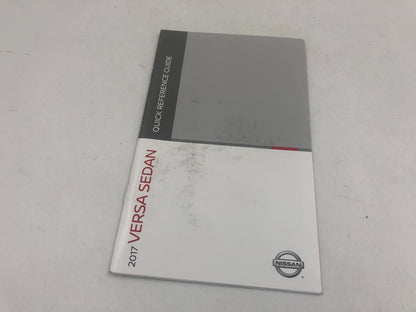 QUICK REFERENCE GUIDE
2017 VERSA SEDAN
NISSAN